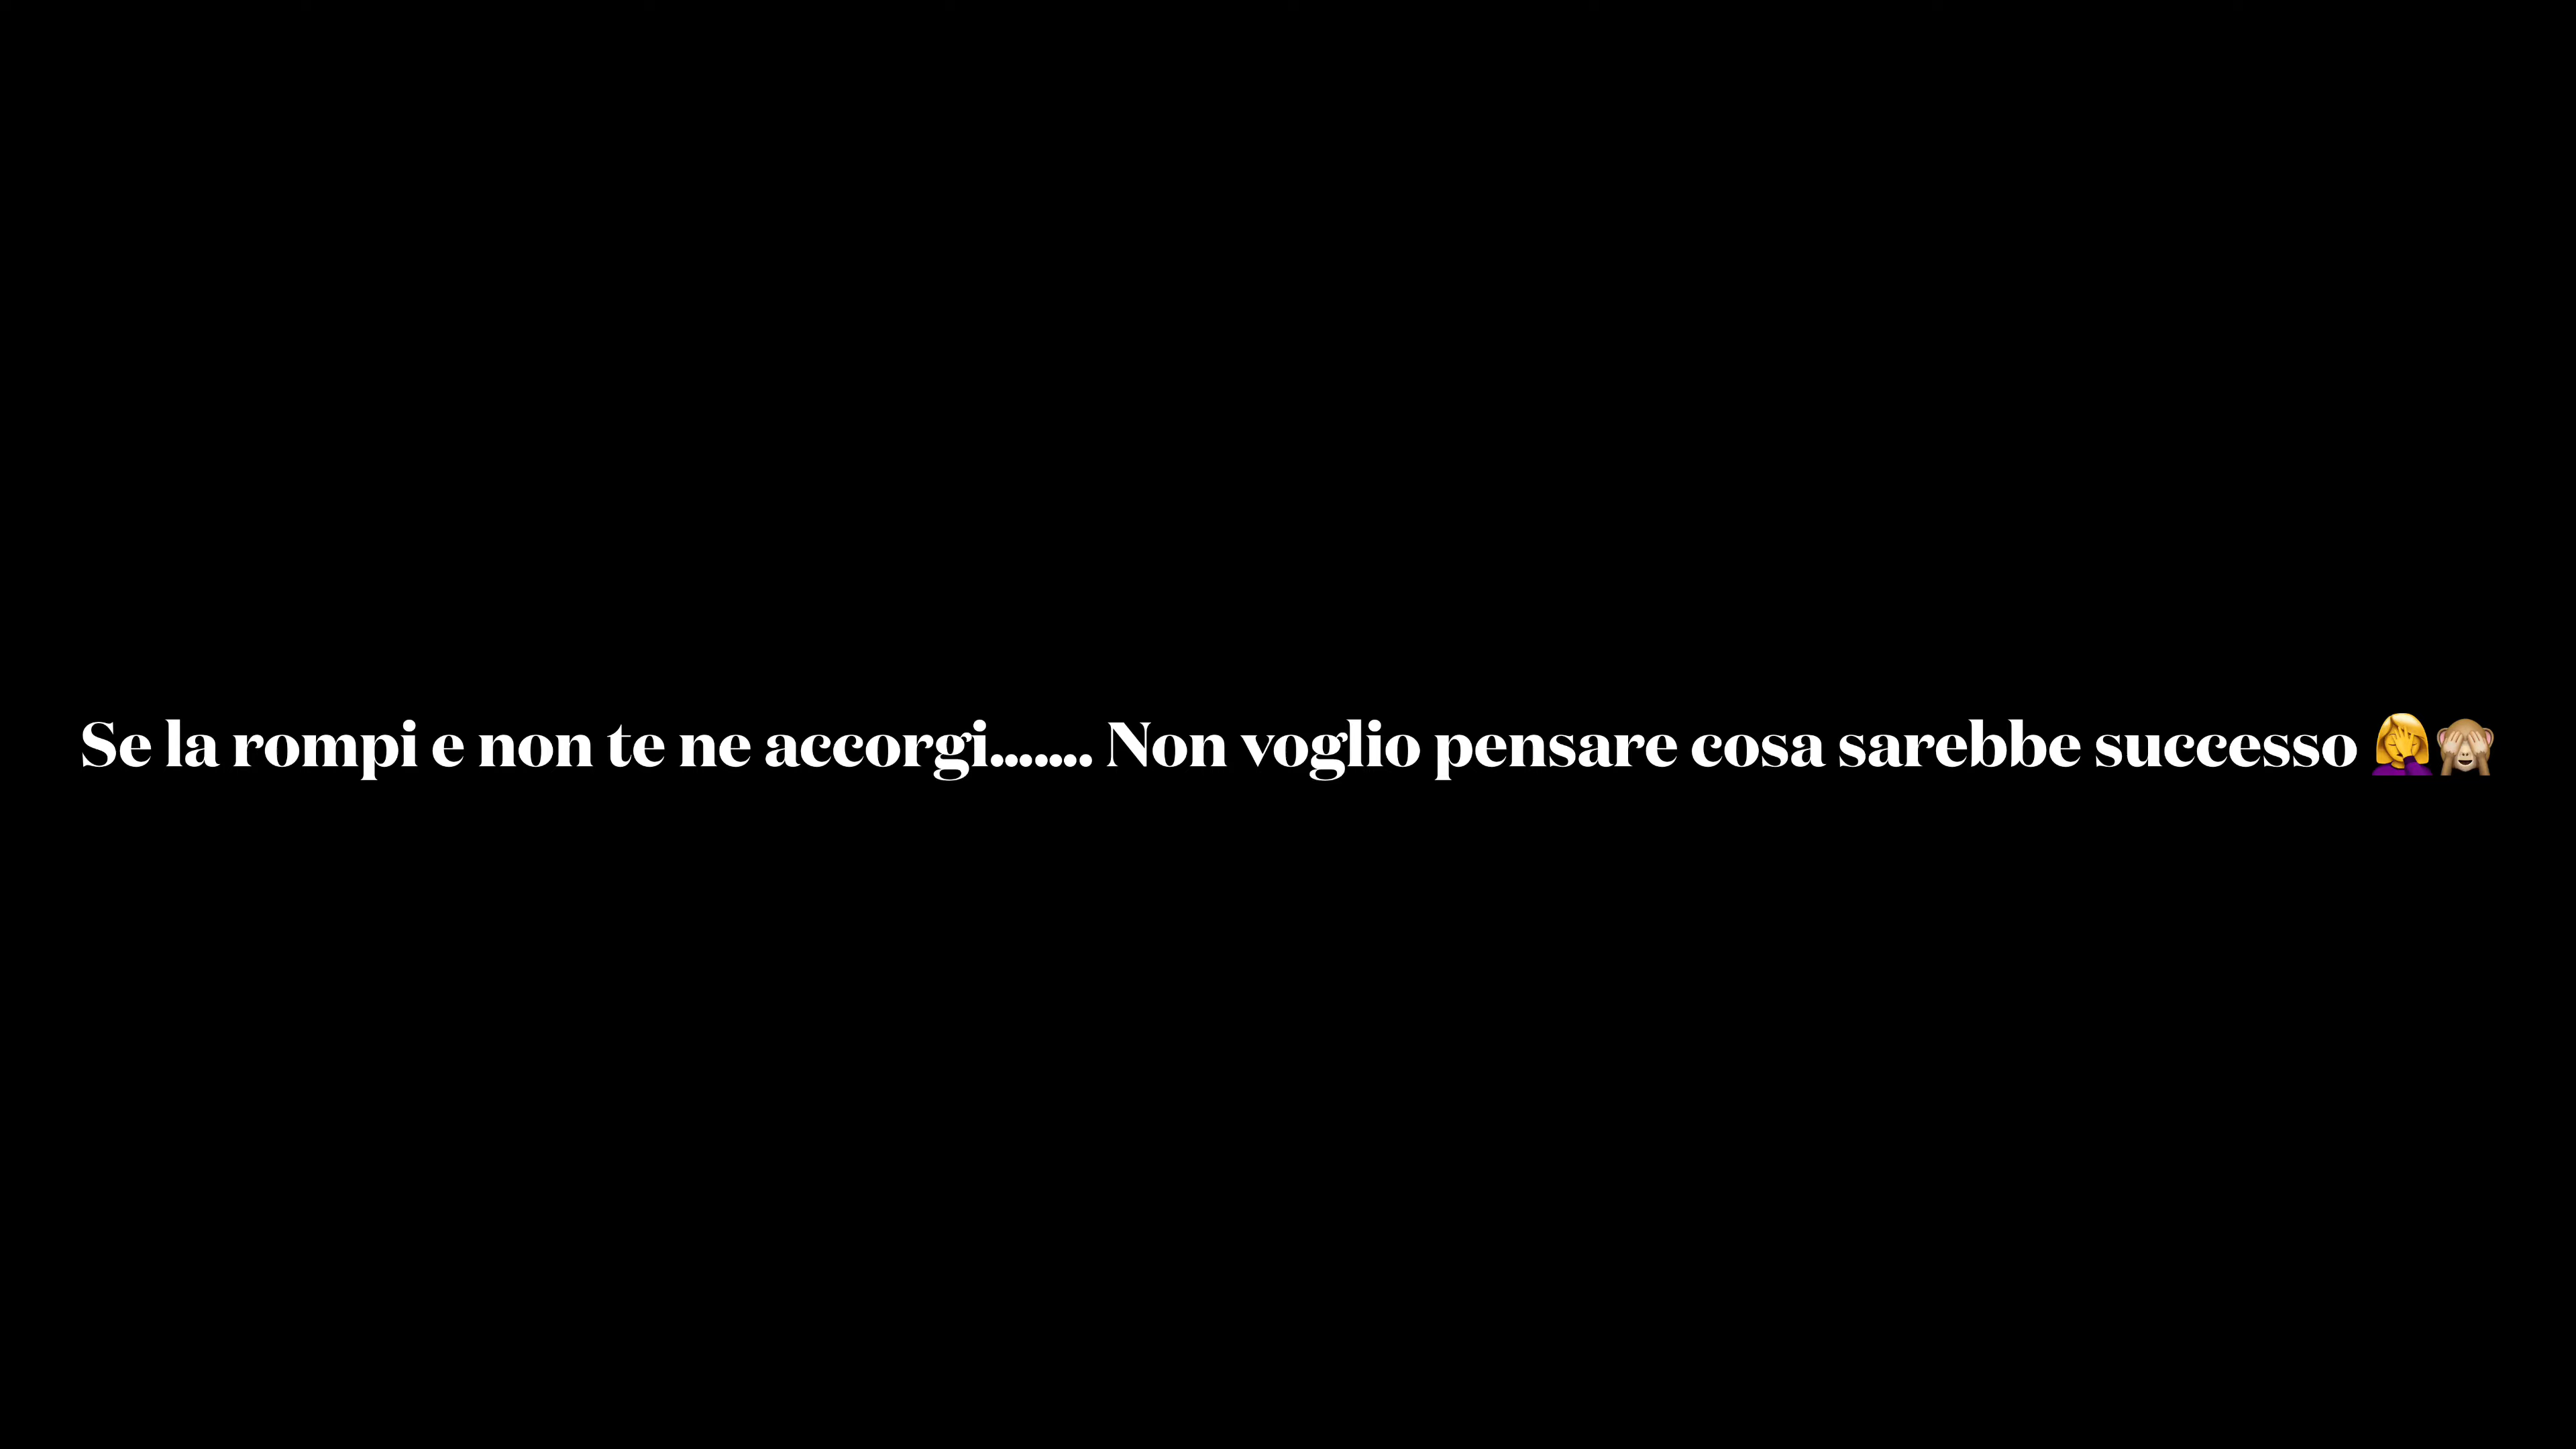 Se la rompi e non te ne accorgi....... Non voglio pensare cosa sarebbe successo 🤦‍♀️🙈